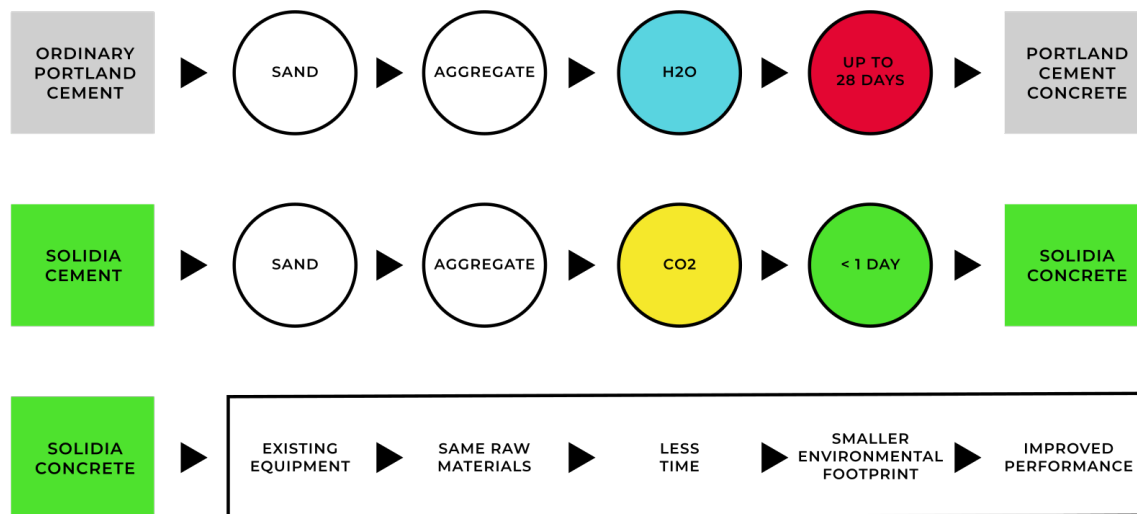 ORDINARY
PORTLAND
CEMENT
SAND
AGGREGATE
H2O
UP TO
28 DAYS
PORTLAND
CEMENT
CONCRETE
SOLIDIA
CEMENT
SAND
AGGREGATE
CO2
< 1 DAY
SOLIDIA
CONCRETE
SOLIDIA
CONCRETE
EXISTING
EQUIPMENT
SAME RAW
MATERIALS
LESS
TIME
SMALLER
ENVIRONMENTAL
FOOTPRINT
IMPROVED
PERFORMANCE